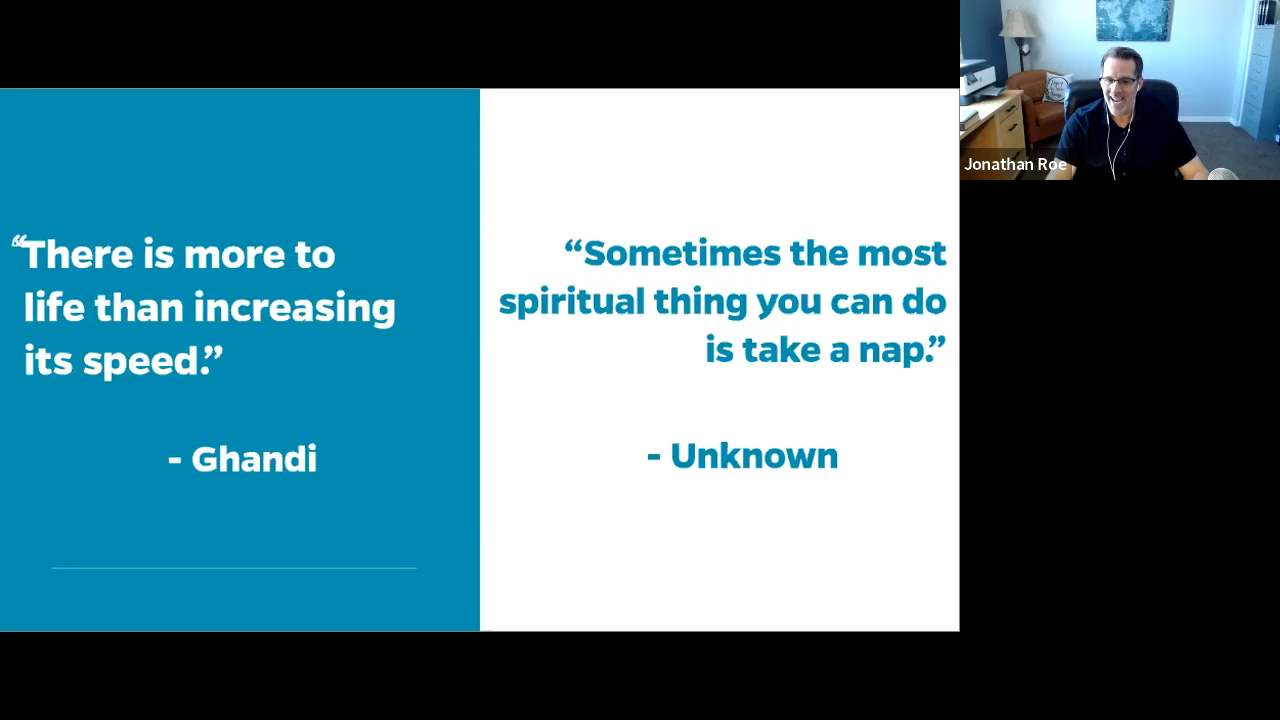 “There is more to
life than increasing
its speed.”
- Ghandi
“Sometimes the most
spiritual thing you can do
is take a nap.”
- Unknown
Jonathan Roe